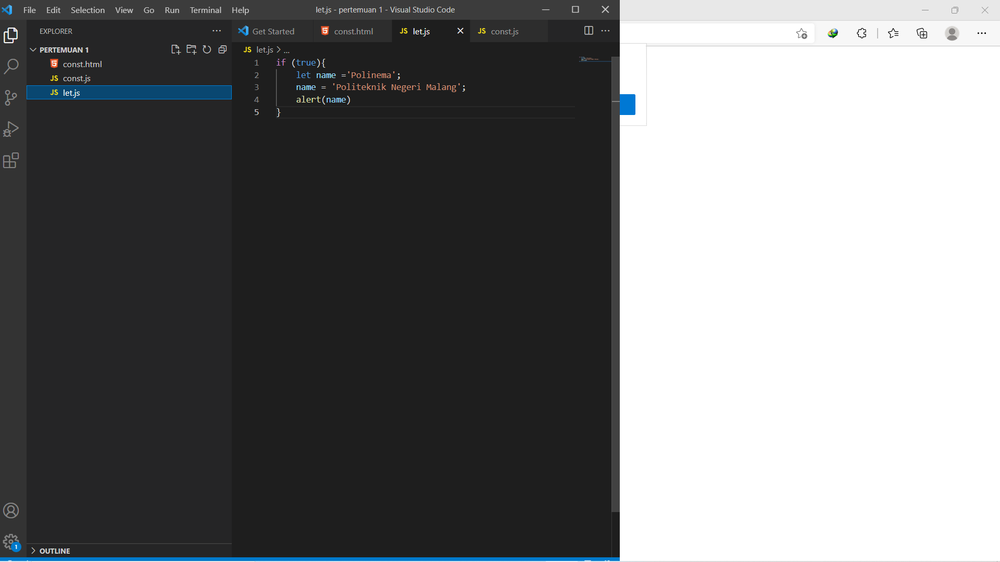 File Edit Selection View Go Run Terminal Help let.js - pertemuan 1 - Visual Studio Code
EXPLORER
Get Started const.html JS let.js JS const.js
PERTEMUAN 1
JS let.js > ...
const.html
JS const.js
JS let.js
1 if (true){
2 let name ='Polinema';
3 name = 'Politeknik Negeri Malang';
4 alert(name)
5 }
1
OUTLINE